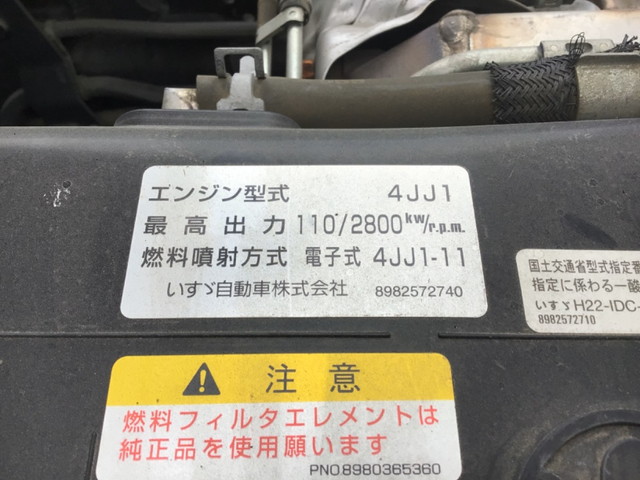 エンジン型式 4JJ1
最高出力 110/2800 kw/r.p.m.
燃料噴射方式 電子式 4JJ1-11
いすゞ自動車株式会社 8982572740
国土交通省型式指定番
指定に係わる一酸
いすゞH22-IDC-
8982572710
注意
燃料フィルタエレメントは
純正品を使用願います
PNO8980365360